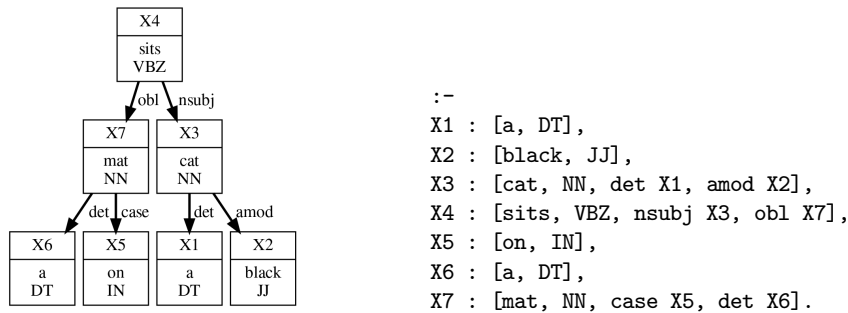 X4
sits
VBZ
obl nsubj
X7 X3
mat cat
NN NN
det case det amod
X6 X5 X1 X2
a on a black
DT IN DT JJ
:-
X1 : [a, DT],
X2 : [black, JJ],
X3 : [cat, NN, det X1, amod X2],
X4 : [sits, VBZ, nsubj X3, obl X7],
X5 : [on, IN],
X6 : [a, DT],
X7 : [mat, NN, case X5, det X6].